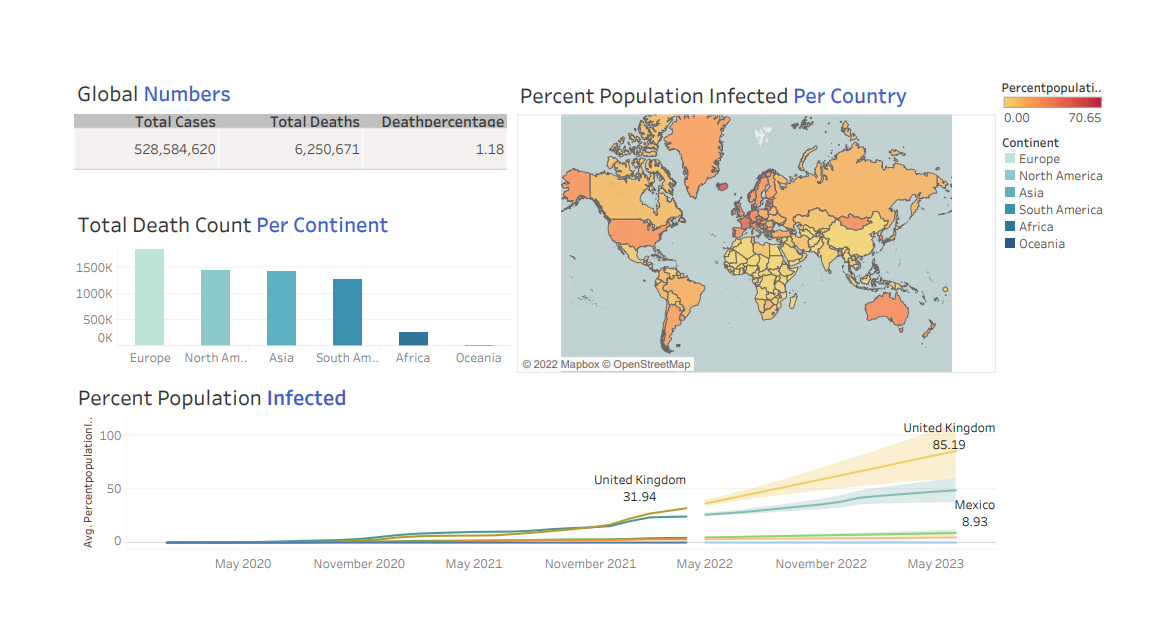 Global Numbers
Total Cases Total Deaths Deathpercentage
528,584,620 6,250,671 1.18
Total Death Count Per Continent
1500K
1000K
500K
0K
Europe North Am.. Asia South Am.. Africa Oceania
Percent Population Infected Per Country
© 2022 Mapbox © OpenStreetMap
Percentpopulati..
0.00 70.65
Continent
Europe
North America
Asia
South America
Africa
Oceania
Percent Population Infected
Avg. Percentpopulationl..
100
50
0
United Kingdom
31.94
United Kingdom
85.19
Mexico
8.93
May 2020 November 2020 May 2021 November 2021 May 2022 November 2022 May 2023